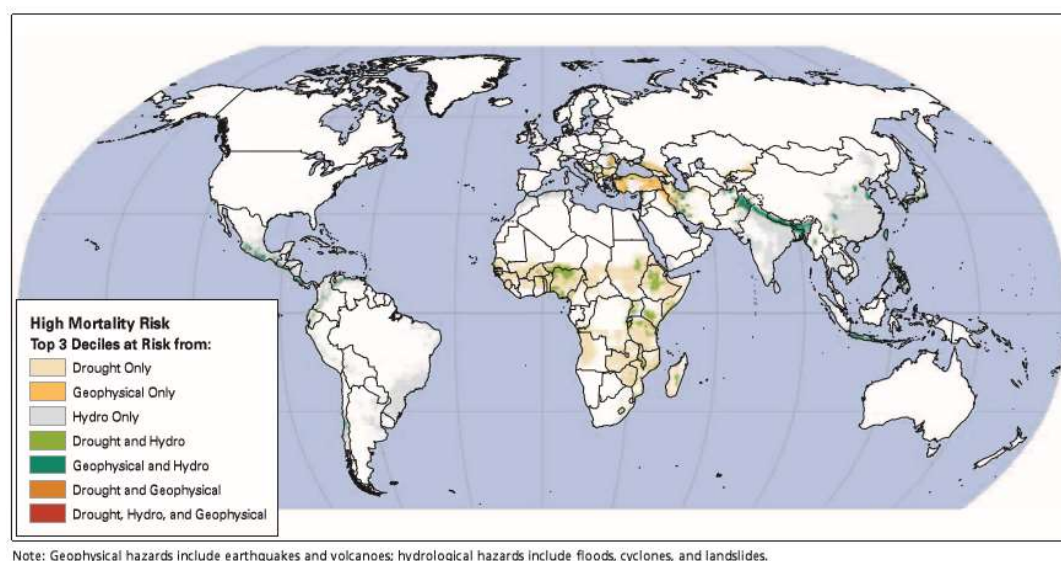 High Mortality Risk
Top 3 Deciles at Risk from:
Drought Only
Geophysical Only
Hydro Only
Drought and Hydro
Geophysical and Hydro
Drought and Geophysical
Drought, Hydro, and Geophysical
Note: Geophysical hazards include earthquakes and volcanoes; hydrological hazards include floods, cyclones, and landslides.